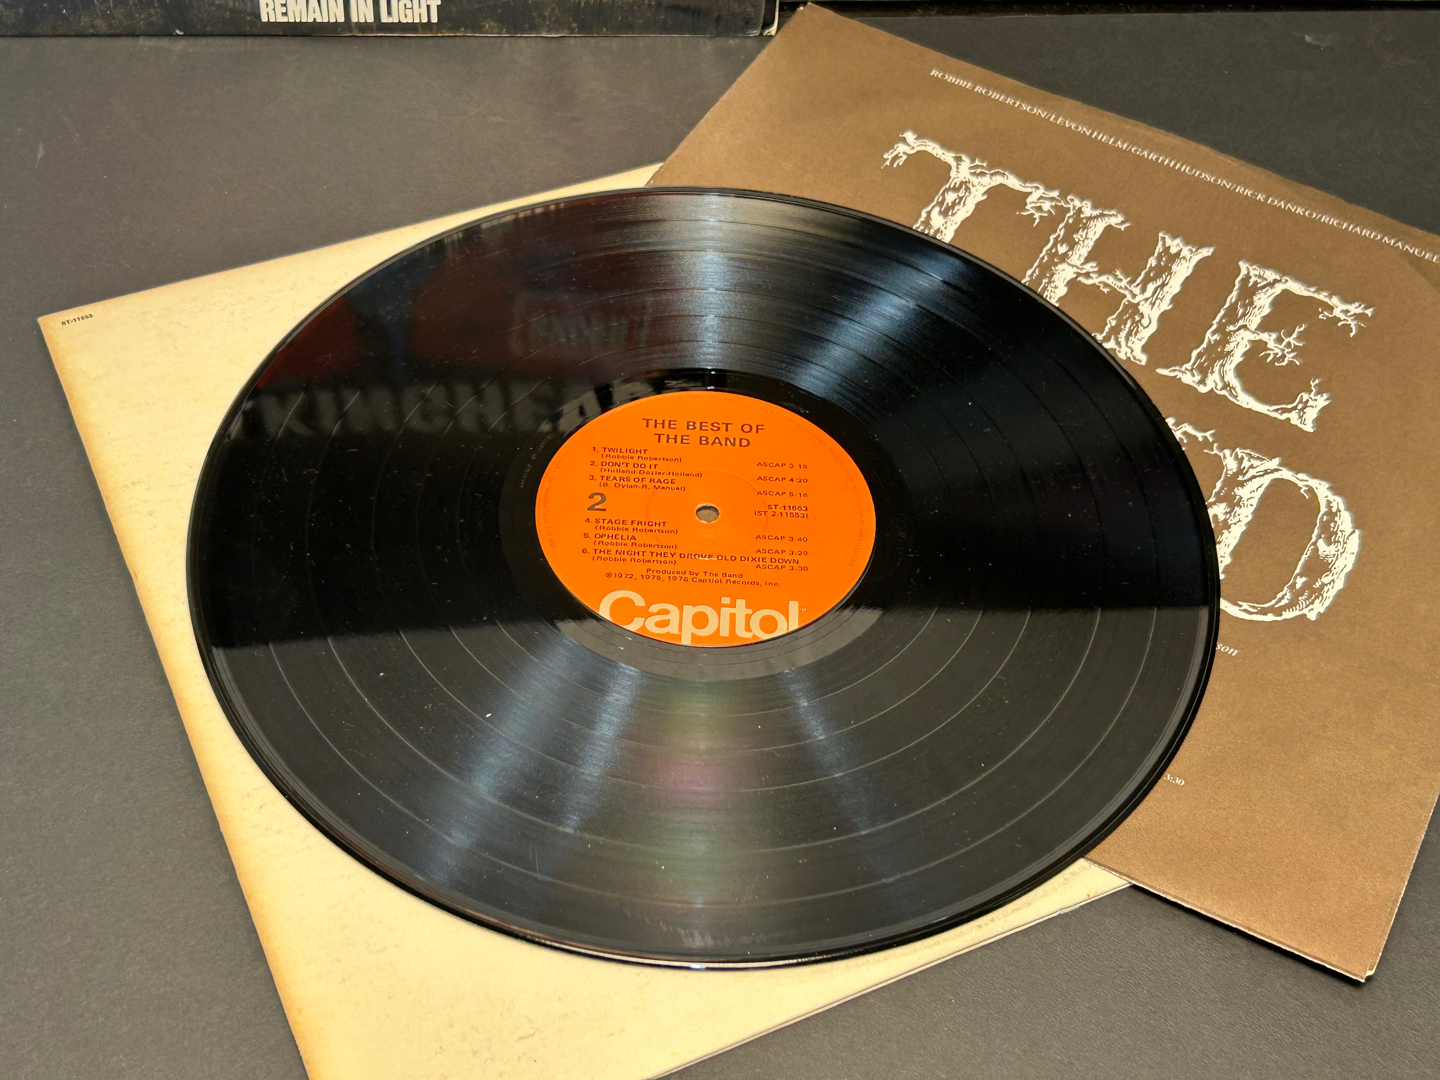 REMAIN IN LIGHT
ROBBIE ROBERTSON/LEVON HELM/GARTH HUDSON/RICK DANKO/RICHARD MANUEL
THE
D
son
3:30
ST-11553
THE BEST OF
THE BAND
1. TWILIGHT
(Robbie Robertson) ASCAP 3:15
2. DON'T DO IT
(Holland-Dozier-Holland) ASCAP 4:20
3. TEARS OF RAGE
(B. Dylan-R. Manuel) ASCAP 5:18
2
ST-11553
(ST 2-11553)
4. STAGE FRIGHT
(Robbie Robertson) ASCAP 3:40
5. OPHELIA
(Robbie Robertson) ASCAP 3:29
6. THE NIGHT THEY DROVE OLD DIXIE DOWN
(Robbie Robertson) ASCAP 3:30
Produced by The Band
℗1972, 1975, 1976 Capitol Records, Inc.
Capitol